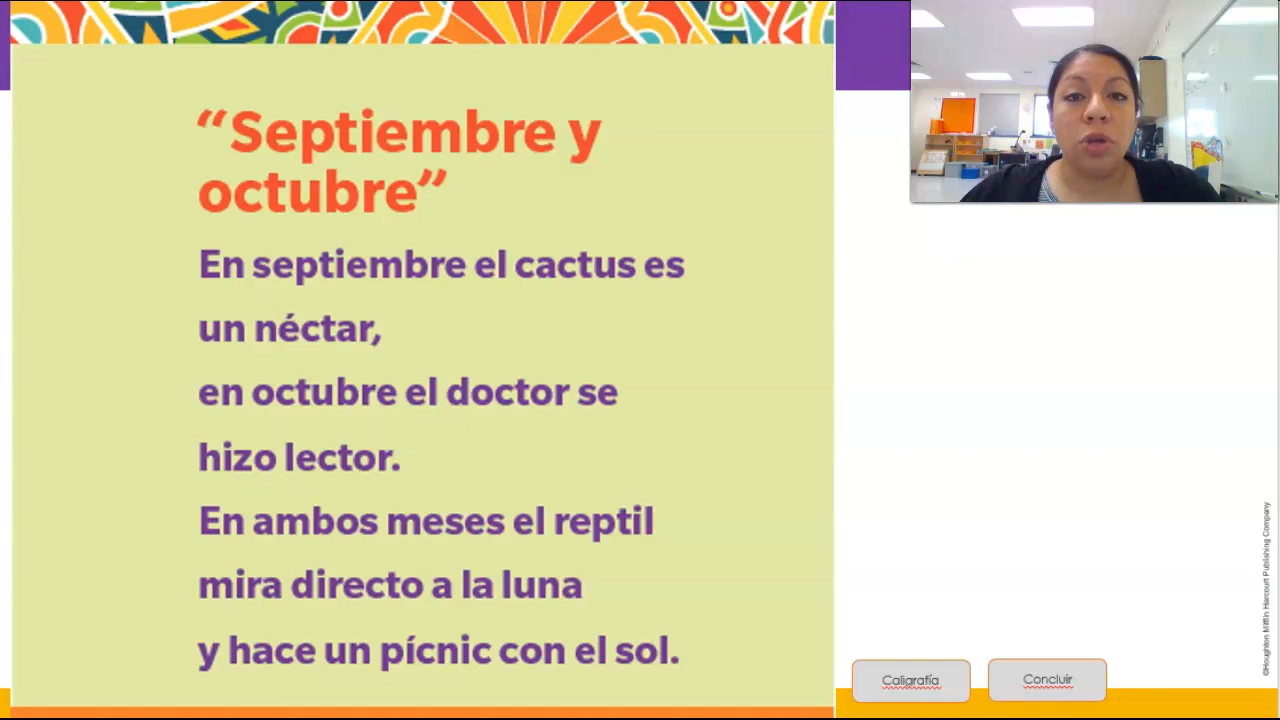 “Septiembre y
octubre”
En septiembre el cactus es
un néctar,
en octubre el doctor se
hizo lector.
En ambos meses el reptil
mira directo a la luna
y hace un pícnic con el sol.
©Houghton Mifflin Harcourt Publishing Company
Caligrafía
Concluir